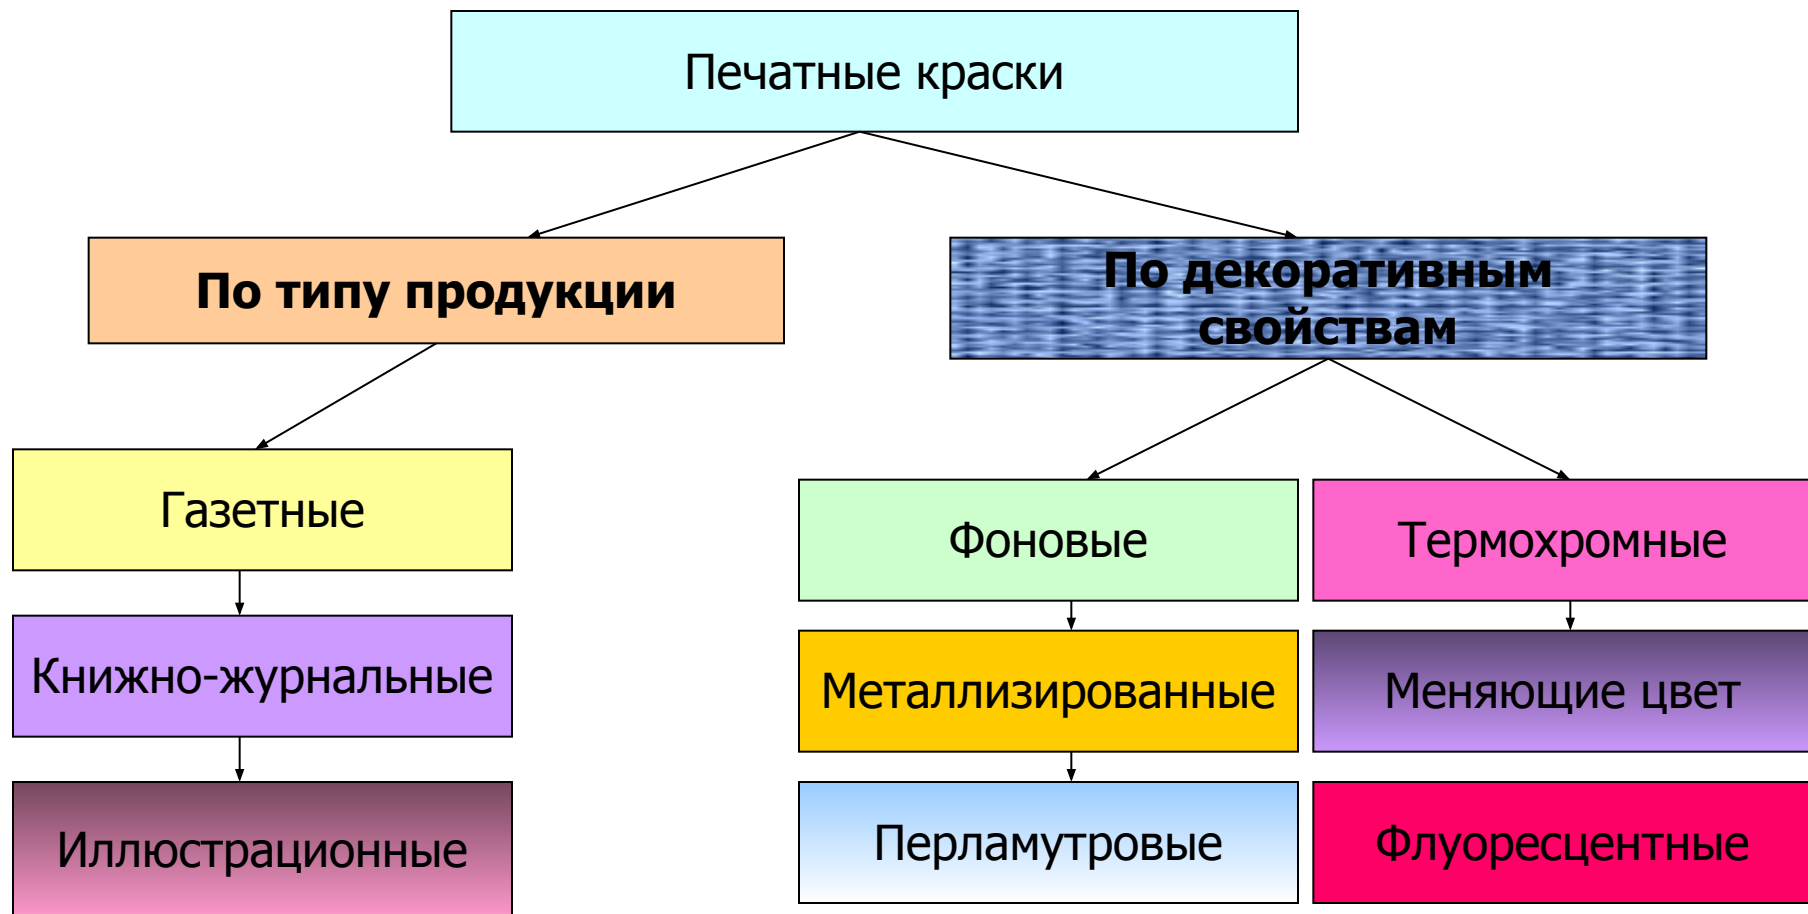 Печатные краски
По типу продукции
По декоративным
свойствам
Газетные
Книжно-журнальные
Иллюстрационные
Фоновые
Металлизированные
Перламутровые
Термохромные
Меняющие цвет
Флуоресцентные